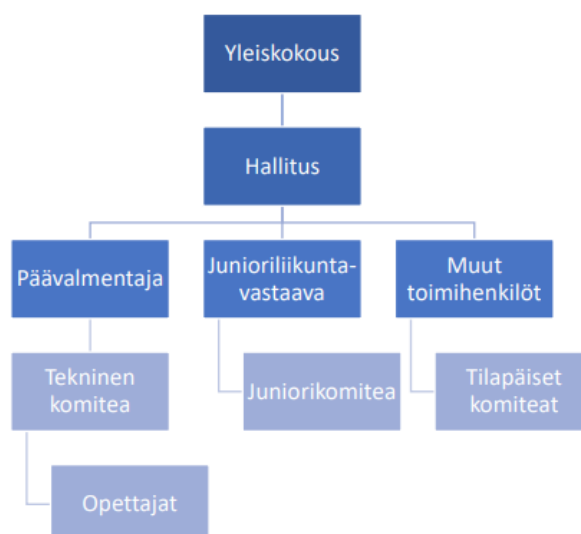 Yleiskokous
Hallitus
Päävalmentaja
Junioriliikunta-
vastaava
Muut
toimihenkilöt
Tekninen
komitea
Juniorikomitea
Tilapäiset
komiteat
Opettajat